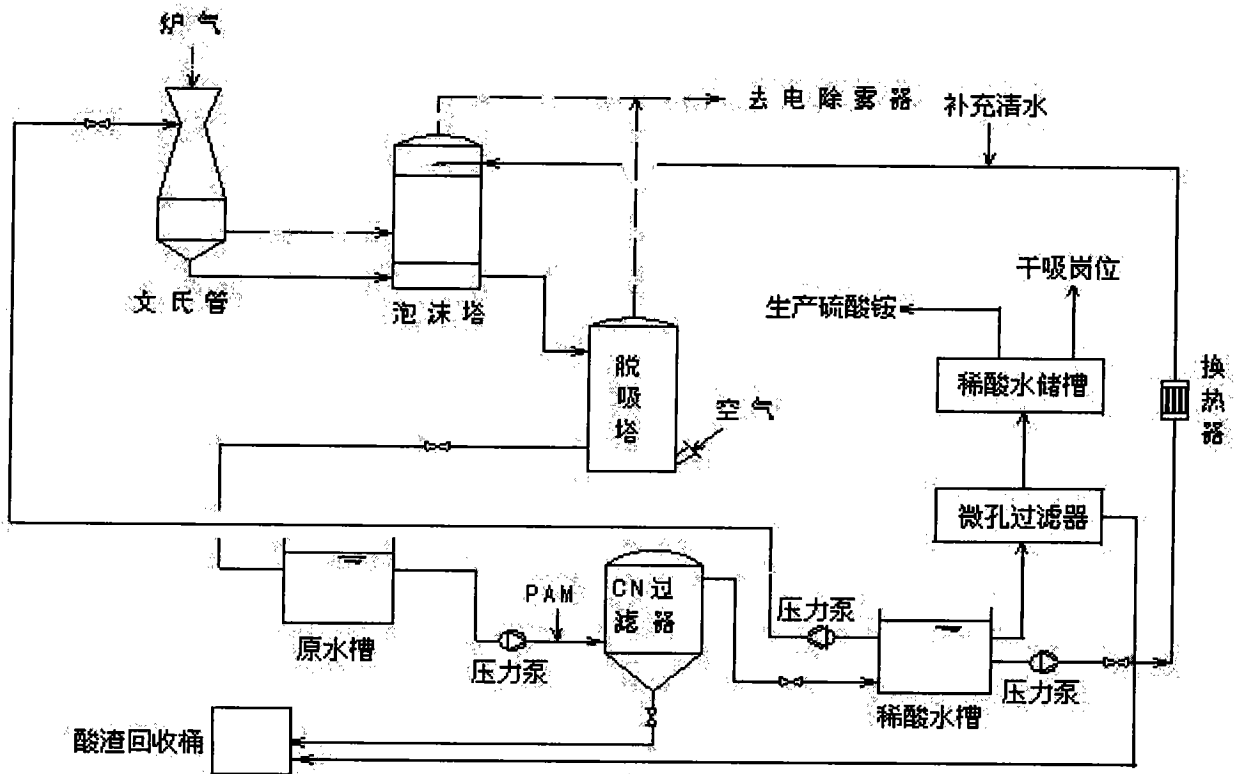 炉气
去电除雾器
补充清水
文氏管
泡沫塔
干吸岗位
生产硫酸铵
脱
吸
塔
空气
稀酸水储槽
换
热
器
微孔过滤器
PAM
CN过
滤器
压力泵
原水槽
压力泵
压力泵
稀酸水槽
酸渣回收桶